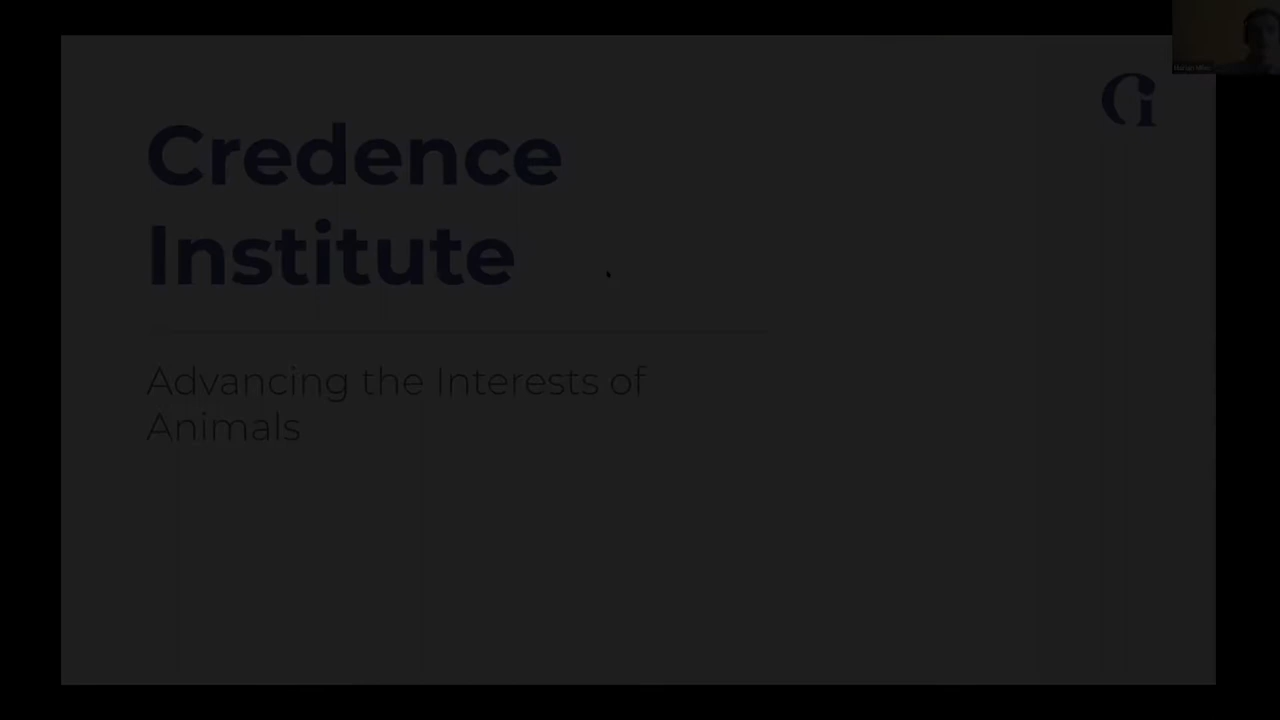 Credence
Institute
Advancing the Interests of
Animals